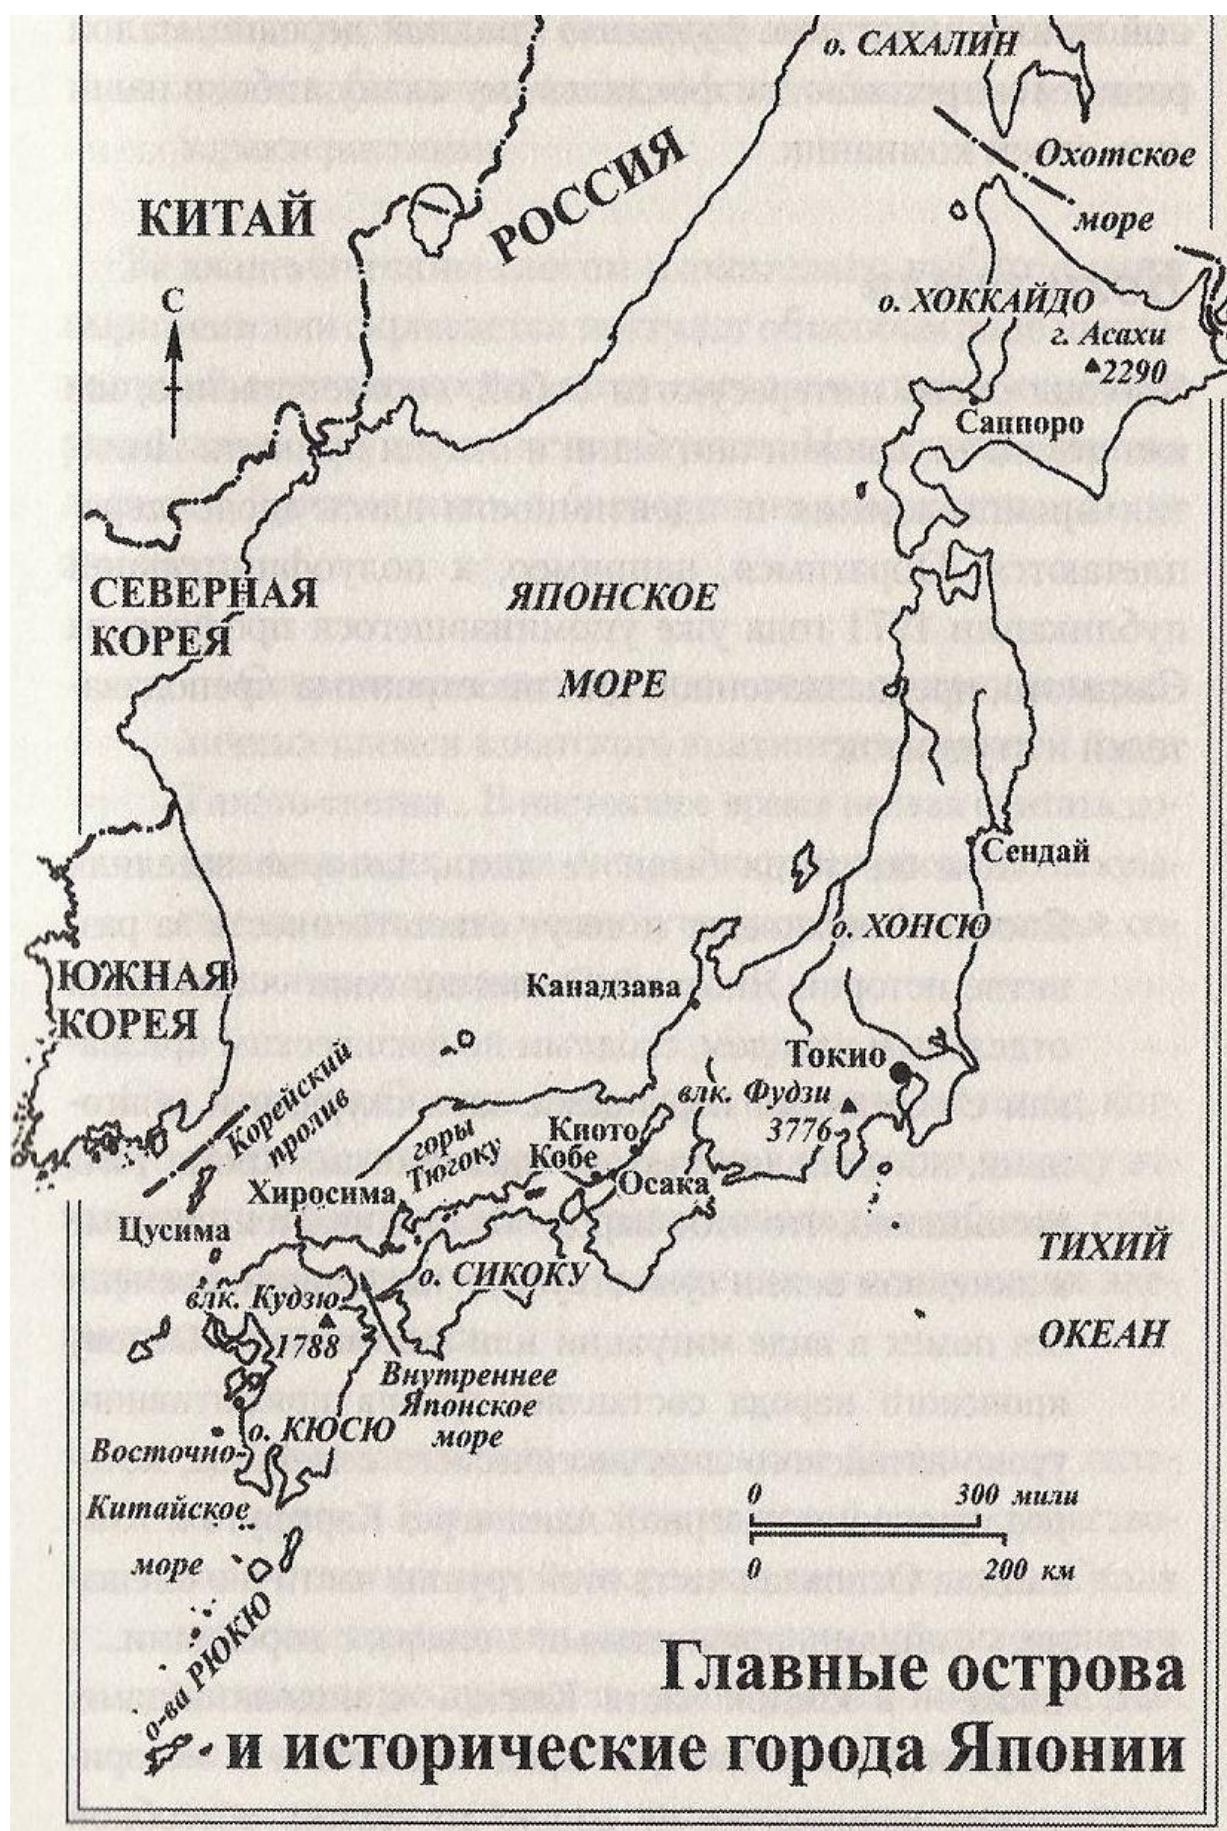 о. САХАЛИН
Охотское
море
КИТАЙ
РОССИЯ
С
о. ХОККАЙДО
г. Асахи
2290
Саппоро
СЕВЕРНАЯ
КОРЕЯ
ЯПОНСКОЕ
МОРЕ
Сендай
о. ХОНСЮ
ЮЖНАЯ
КОРЕЯ
Канадзава
Токио
влк. Фудзи
3776
Корейский
пролив
горы
Тюгоку
Киото
Кобе
Осака
Хиросима
Цусима
ТИХИЙ
ОКЕАН
о. СИКОКУ
влк. Кудзю
1788
Внутреннее
Японское
море
о. КЮСЮ
Восточно-
Китайское
море
0 300 мили
0 200 км
о-ва РЮКЮ
Главные острова
и исторические города Японии